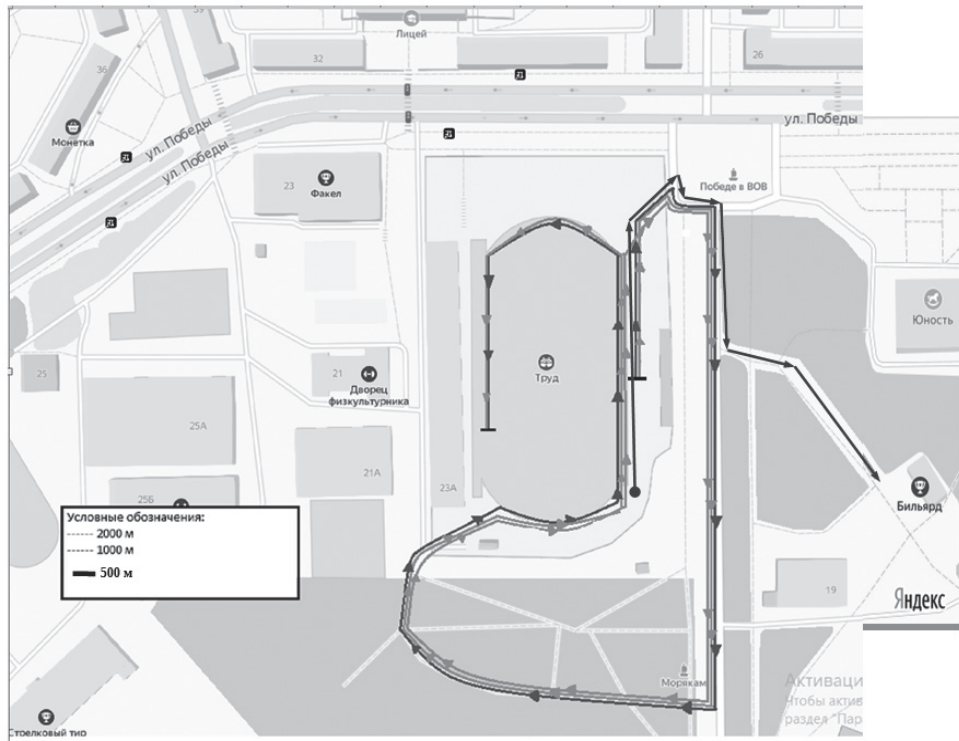 39
Лицей
32
26
36
ул. Победы
Монетка
ул. Победы
ул. Победы
23
Факел
Победе в ВОВ
Юность
25
21
Дворец
физкультурника
Труд
25А
21А
23А
25Б
Бильярд
Условные обозначения:
2000 м
1000 м
500 м
19
Яндекс
Моряками
Активаци
Чтобы актив
раздел "Пар
Стрелковый тир